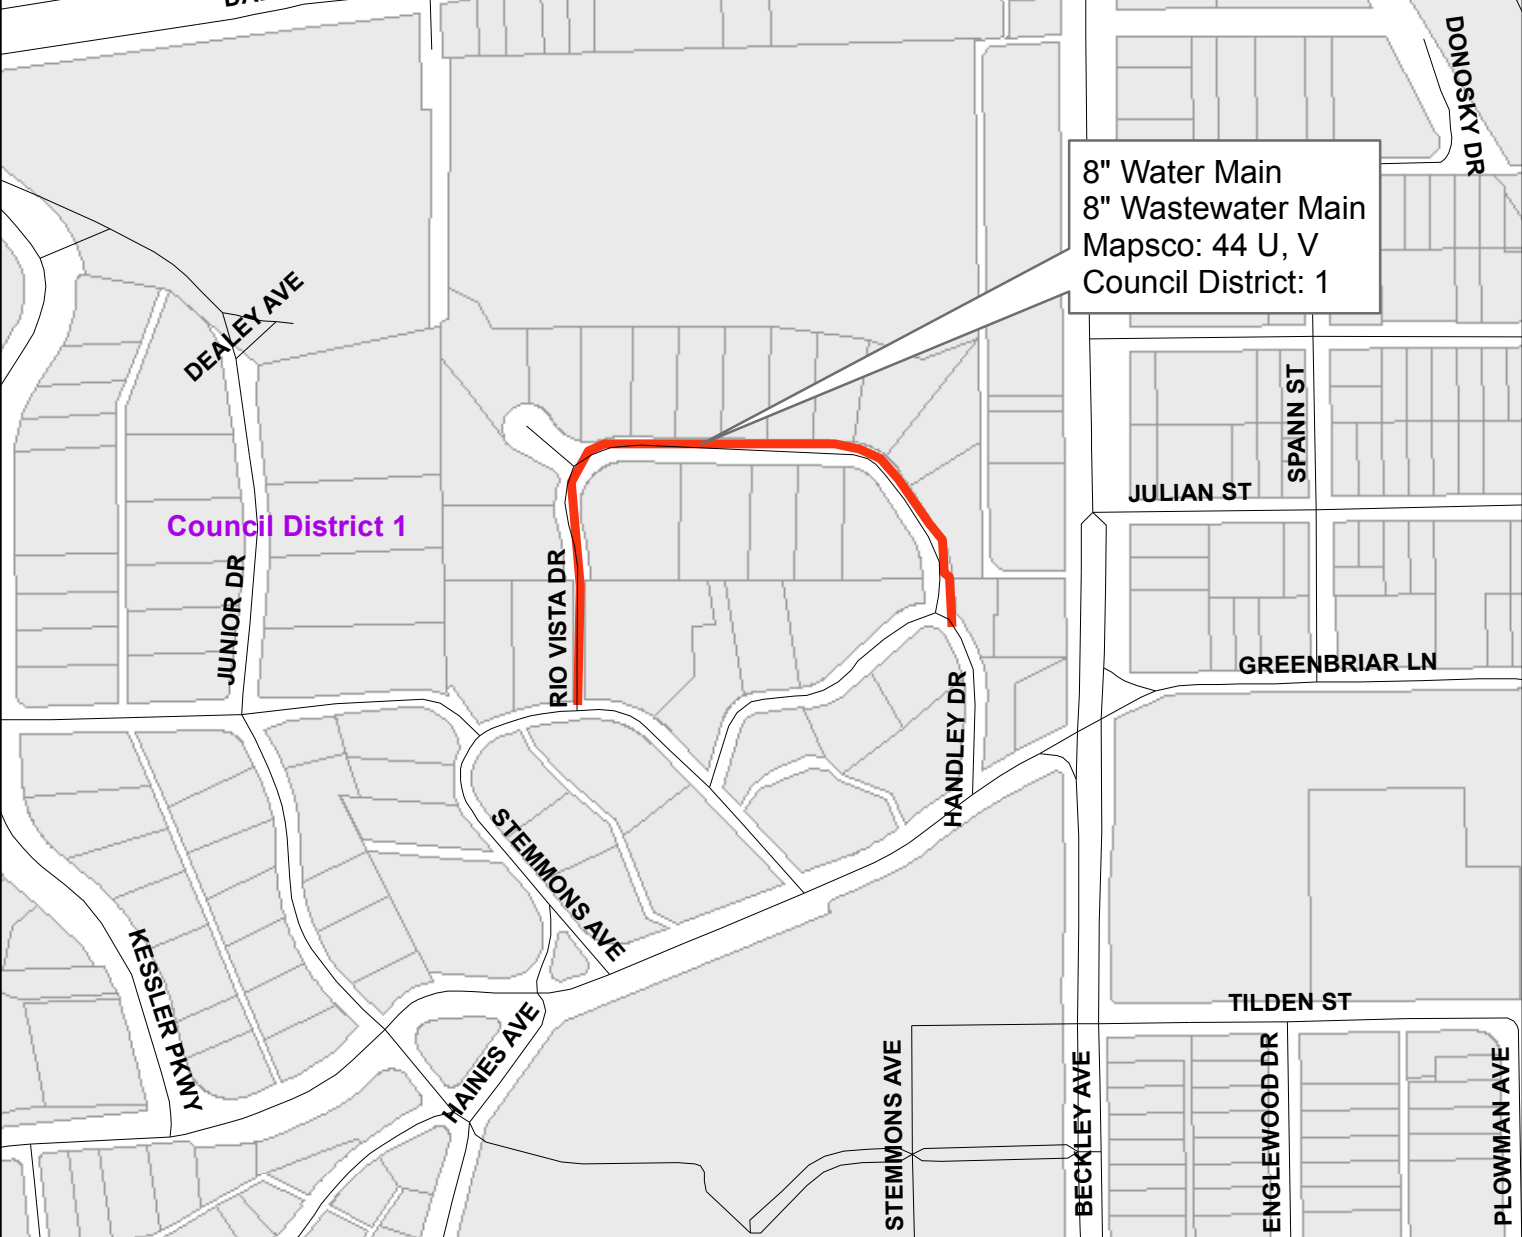 DONOSKY DR
8" Water Main
8" Wastewater Main
Mapsco: 44 U, V
Council District: 1
DEALEY AVE
SPANN ST
JULIAN ST
Council District 1
JUNIOR DR
RIO VISTA DR
GREENBRIAR LN
HANDLEY DR
STEMMONS AVE
KESSLER PKWY
TILDEN ST
HAINES AVE
STEMMONS AVE
BECKLEY AVE
ENGLEWOOD DR
PLOWMAN AVE